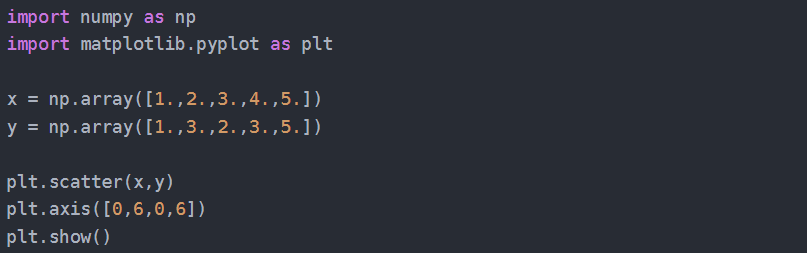 import numpy as np
import matplotlib.pyplot as plt
x = np.array([1.,2.,3.,4.,5.])
y = np.array([1.,3.,2.,3.,5.])
plt.scatter(x,y)
plt.axis([0,6,0,6])
plt.show()